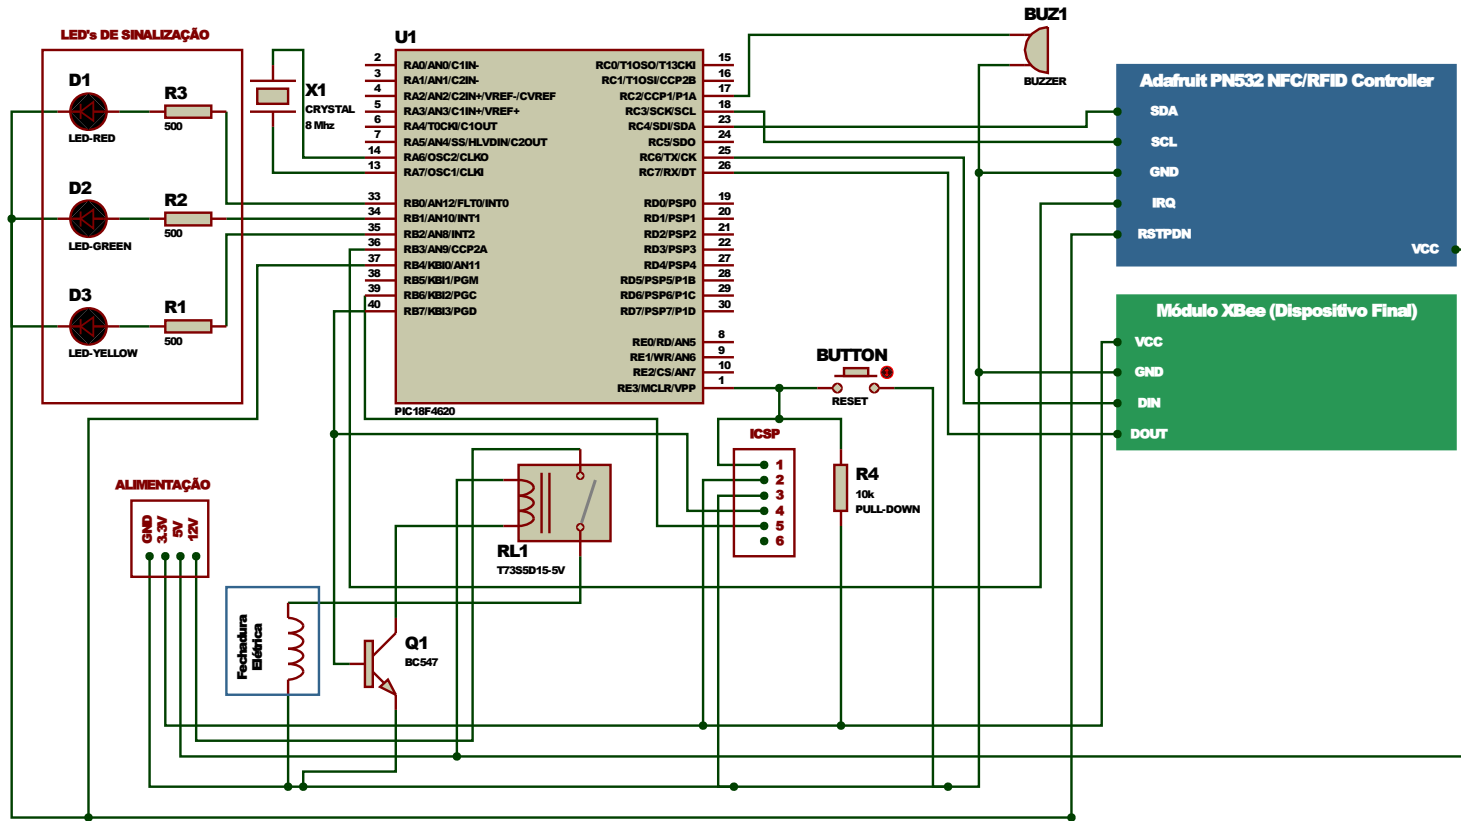 LED's DE SINALIZAÇÃO
D1
LED-RED
R3
500
D2
LED-GREEN
R2
500
D3
LED-YELLOW
R1
500
X1
CRYSTAL
8 Mhz
U1
2 RA0/AN0/C1IN-
3 RA1/AN1/C2IN-
4 RA2/AN2/C2IN+/VREF-/CVREF
5 RA3/AN3/C1IN+/VREF+
6 RA4/T0CKI/C1OUT
7 RA5/AN4/SS/HLVDIN/C2OUT
14 RA6/OSC2/CLKO
13 RA7/OSC1/CLKI
33 RB0/AN12/FLT0/INT0
34 RB1/AN10/INT1
35 RB2/AN8/INT2
36 RB3/AN9/CCP2A
37 RB4/KBI0/AN11
38 RB5/KBI1/PGM
39 RB6/KBI2/PGC
40 RB7/KBI3/PGD
RC0/T1OSO/T13CKI 15
RC1/T1OSI/CCP2B 16
RC2/CCP1/P1A 17
RC3/SCK/SCL 18
RC4/SDI/SDA 23
RC5/SDO 24
RC6/TX/CK 25
RC7/RX/DT 26
RD0/PSP0 19
RD1/PSP1 20
RD2/PSP2 21
RD3/PSP3 22
RD4/PSP4 27
RD5/PSP5/P1B 28
RD6/PSP6/P1C 29
RD7/PSP7/P1D 30
RE0/RD/AN5 8
RE1/WR/AN6 9
RE2/CS/AN7 10
RE3/MCLR/VPP 1
PIC18F4620
BUZ1
BUZZER
Adafruit PN532 NFC/RFID Controller
SDA
SCL
GND
IRQ
RSTPDN
VCC
Módulo XBee (Dispositivo Final)
VCC
GND
DIN
DOUT
BUTTON
RESET
ICSP
1
2
3
4
5
6
R4
10k
PULL-DOWN
ALIMENTAÇÃO
GND
3.3V
5V
12V
RL1
T73S5D15-5V
Fechadura
Elétrica
Q1
BC547